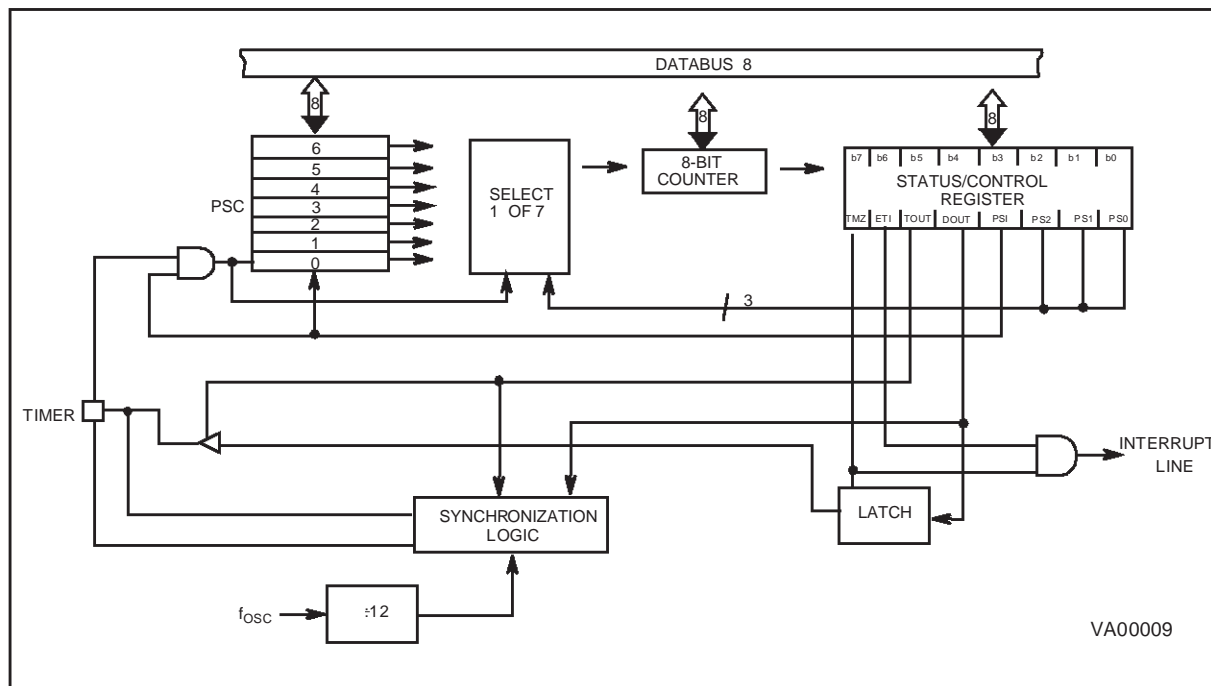 DATABUS 8
8
8
8
6
5
4
3
2
1
0
PSC
SELECT
1 OF 7
8-BIT
COUNTER
b7 b6 b5 b4 b3 b2 b1 b0
STATUS/CONTROL
REGISTER
TMZ ETI TOUT DOUT PSI PS2 PS1 PS0
3
TIMER
INTERRUPT
LINE
SYNCHRONIZATION
LOGIC
LATCH
fOSC
÷12
VA00009